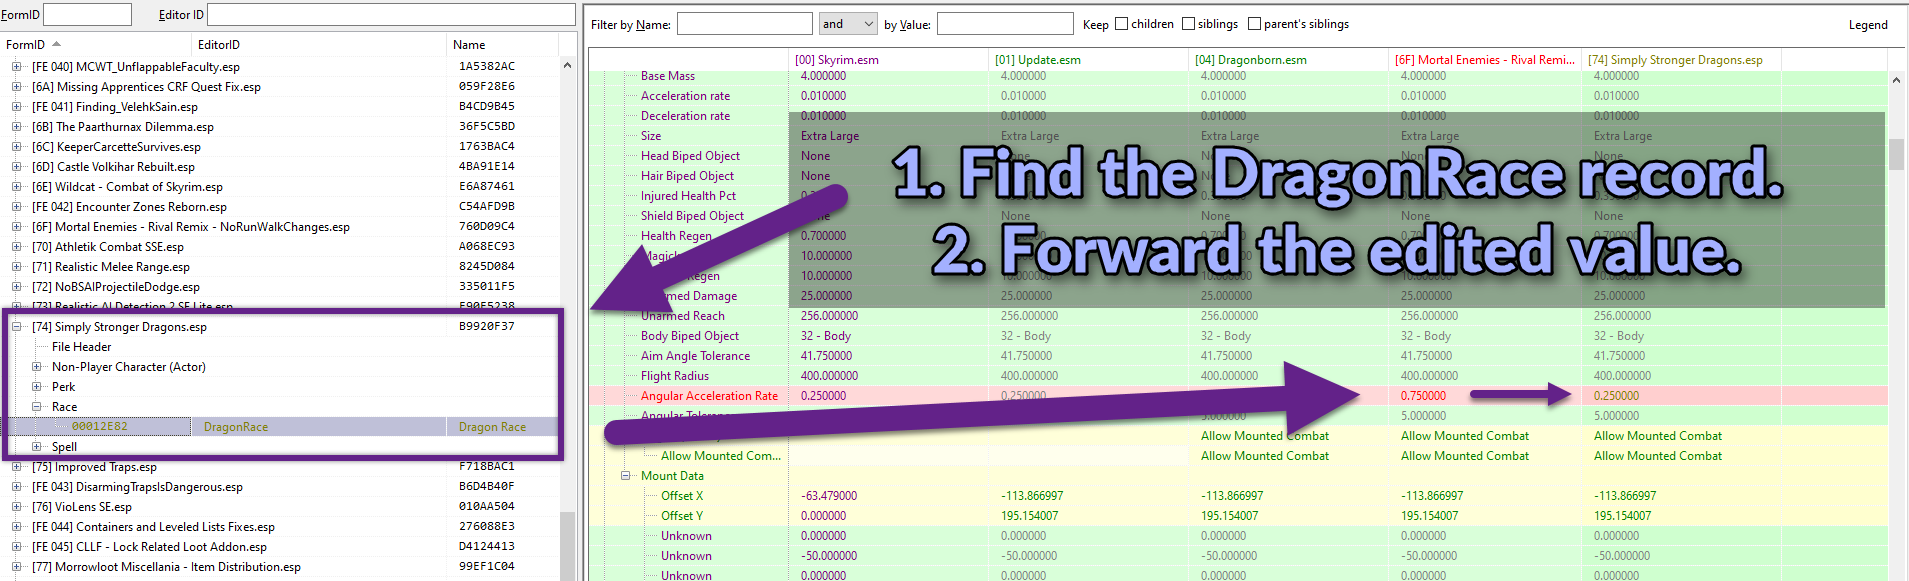 FormID
Editor ID
FormID EditorID Name
[FE 040] MCWT_UnflappableFaculty.esp 1A5382AC
[6A] Missing Apprentices CRF Quest Fix.esp 059F28E6
[FE 041] Finding_VelehkSain.esp B4CD9B45
[6B] The Paarthurnax Dilemma.esp 36F5C5BD
[6C] KeeperCarcetteSurvives.esp 1763BAC4
[6D] Castle Volkihar Rebuilt.esp 4BA91E14
[6E] Wildcat - Combat of Skyrim.esp E6A87461
[FE 042] Encounter Zones Reborn.esp C54AFD9B
[6F] Mortal Enemies - Rival Remix - NoRunWalkChanges.esp 760D09C4
[70] Athletik Combat SSE.esp A068EC93
[71] Realistic Melee Range.esp 8245D084
[72] NoBSAIProjectileDodge.esp 335011F5
[73] Realistic AI Detection 2 SE Lite.esp E90E5238
[74] Simply Stronger Dragons.esp B9920F37
File Header
Non-Player Character (Actor)
Perk
Race
00012E82 DragonRace Dragon Race
Spell
[75] Improved Traps.esp F718BAC1
[FE 043] DisarmingTrapsIsDangerous.esp B6D4B40F
[76] VioLens SE.esp 010AA504
[FE 044] Containers and Leveled Lists Fixes.esp 276088E3
[FE 045] CLLF - Lock Related Loot Addon.esp D4124413
[77] Morrowloot Miscellania - Item Distribution.esp 99EF1C04
Filter by Name: and by Value: Keep children siblings parent's siblings Legend
[00] Skyrim.esm [01] Update.esm [04] Dragonborn.esm [6F] Mortal Enemies - Rival Remi... [74] Simply Stronger Dragons.esp
Base Mass 4.000000 4.000000 4.000000 4.000000 4.000000
Acceleration rate 0.010000 0.010000 0.010000 0.010000 0.010000
Deceleration rate 0.010000 0.010000 0.010000 0.010000 0.010000
Size Extra Large Extra Large Extra Large Extra Large Extra Large
Head Biped Object None
Hair Biped Object None
Injured Health Pct
Shield Biped Object None None None None
Health Regen 0.700000
10.000000
Regen 10.000000
Damage 25.000000 25.000000 25.000000 25.000000 25.000000
1. Find the DragonRace record.
2. Forward the edited value.
Unarmed Reach 256.000000 256.000000 256.000000 256.000000 256.000000
Body Biped Object 32 - Body 32 - Body 32 - Body 32 - Body 32 - Body
Aim Angle Tolerance 41.750000 41.750000 41.750000 41.750000 41.750000
Flight Radius 400.000000 400.000000 400.000000 400.000000 400.000000
Angular Acceleration Rate 0.250000 0.250000 0.750000 0.250000
Angular Tolerance 5.000000 5.000000 5.000000
Allow Mounted Combat Allow Mounted Combat Allow Mounted Combat
Allow Mounted Com... Allow Mounted Combat Allow Mounted Combat Allow Mounted Combat
Mount Data
Offset X -63.479000 -113.866997 -113.866997 -113.866997 -113.866997
Offset Y 0.000000 195.154007 195.154007 195.154007 195.154007
Unknown 0.000000 0.000000 0.000000 0.000000 0.000000
Unknown -50.000000 -50.000000 -50.000000 -50.000000 -50.000000
Unknown 0.000000 0.000000 0.000000 0.000000 0.000000